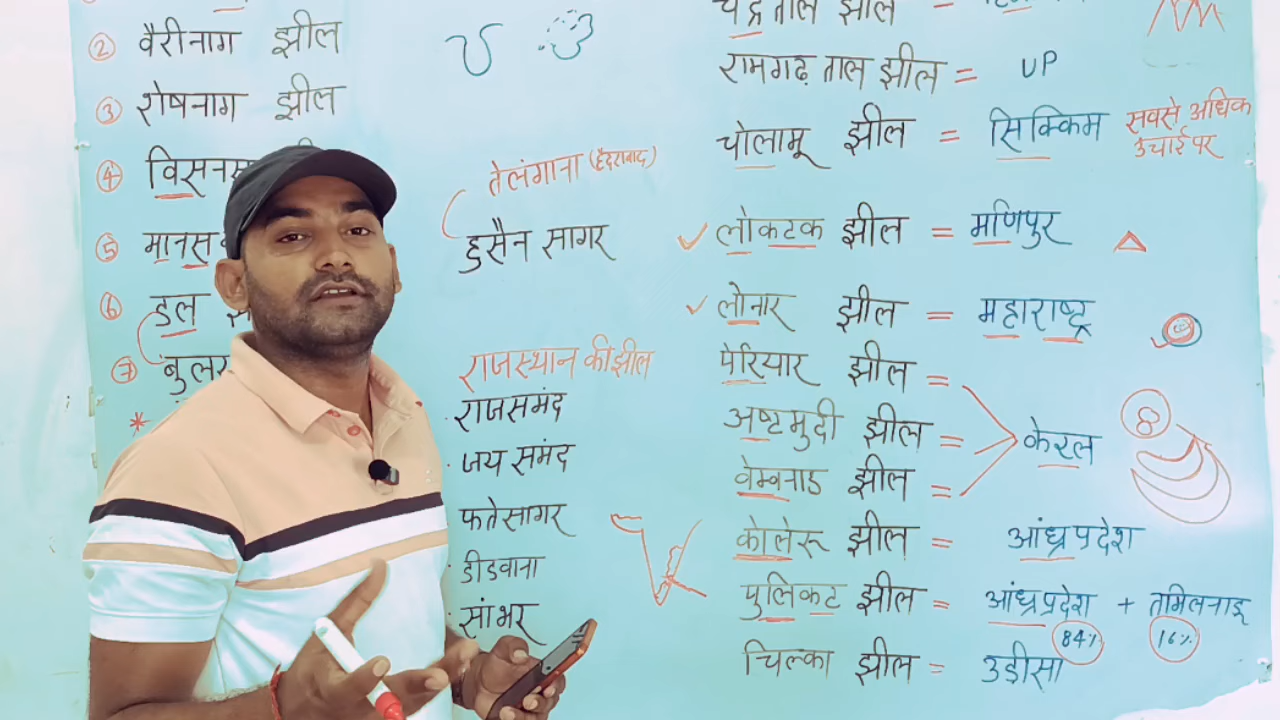 ② वैरीनाग झील
③ शेषनाग झील
④
⑤ मानस
⑥ डल
⑦ बुलर
*
तेलंगाना (हैदराबाद)
हुसैन सागर
राजस्थान की झील
· राजसमंद
· जय समंद
· फतेसागर
· डीडवाना
· सांभर
चंद्र ताल झील =
रामगढ़ ताल झील = UP
चोलामू झील = सिक्किम सबसे अधिक
उचाई पर
✓ लोकटक झील = मणिपुर
✓ लोनार झील = महाराष्ट्र
पेरियार झील =
अष्टमुदी झील = केरल
वेम्बनाड झील =
कोलेरू झील = आंध्रप्रदेश
पुलिकट झील = आंध्रप्रदेश + तमिलनाडू
84% 16%
चिल्का झील = उड़ीसा